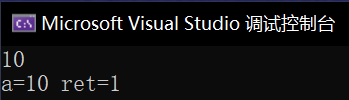 C:\ Microsoft Visual Studio 调试控制台
10
a=10 ret=1